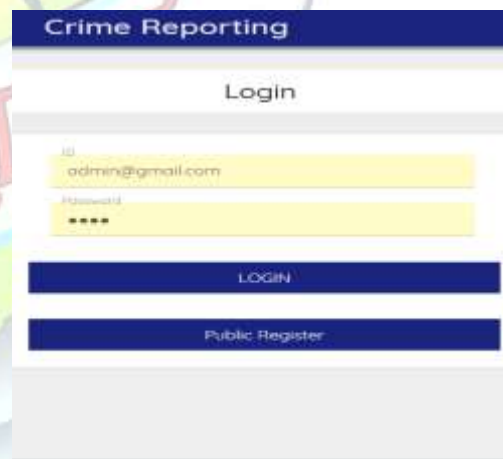 Crime Reporting
Login
ID
admin@gmail.com
Password
••••
LOGIN
Public Register